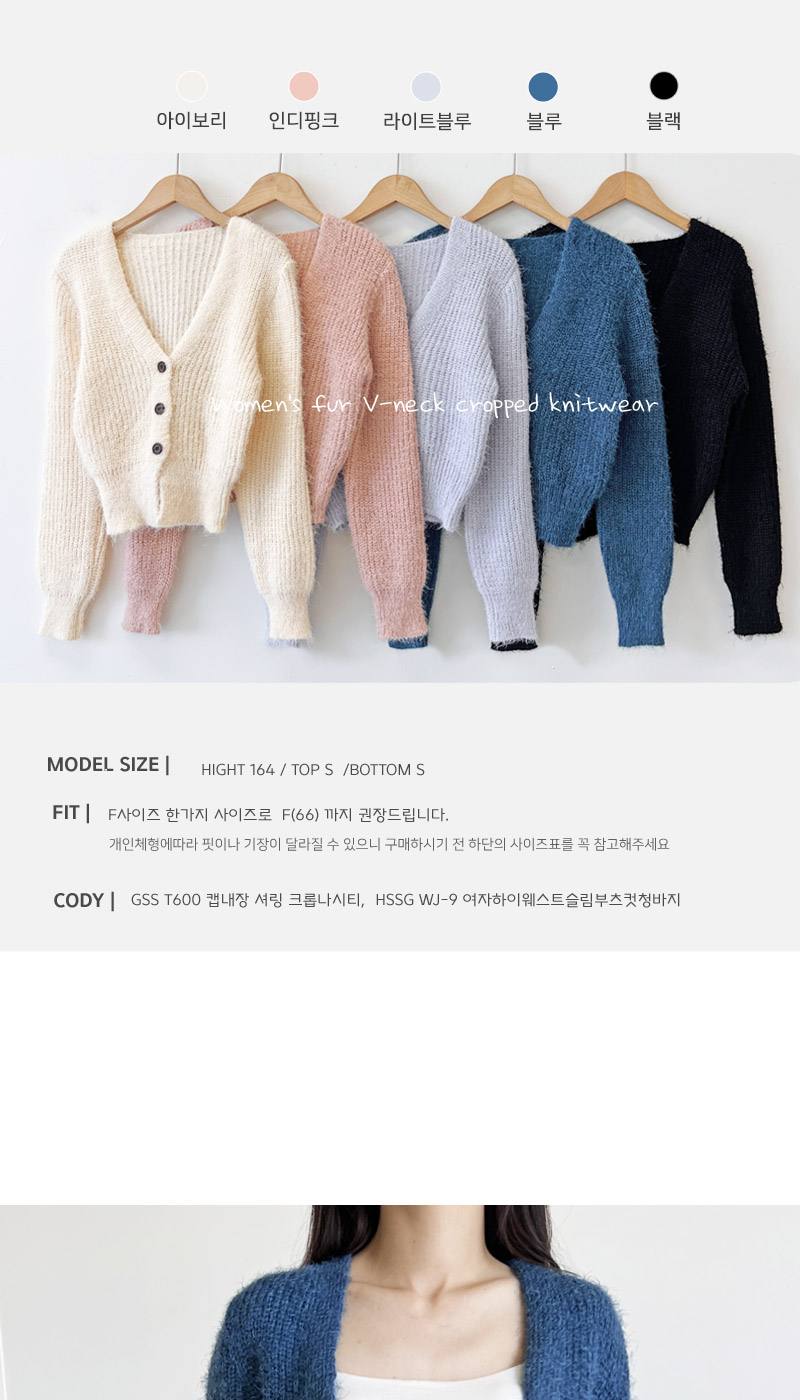 아이보리 인디핑크 라이트블루 블루 블랙
Women's fur V-neck cropped knitwear
MODEL SIZE | HIGHT 164 / TOP S /BOTTOM S
FIT | F사이즈 한가지 사이즈로 F(66) 까지 권장드립니다.
개인체형에따라 핏이나 기장이 달라질 수 있으니 구매하시기 전 하단의 사이즈표를 꼭 참고해주세요
CODY | GSS T600 캡내장 셔링 크롭나시티, HSSG WJ-9 여자하이웨스트슬림부츠컷청바지